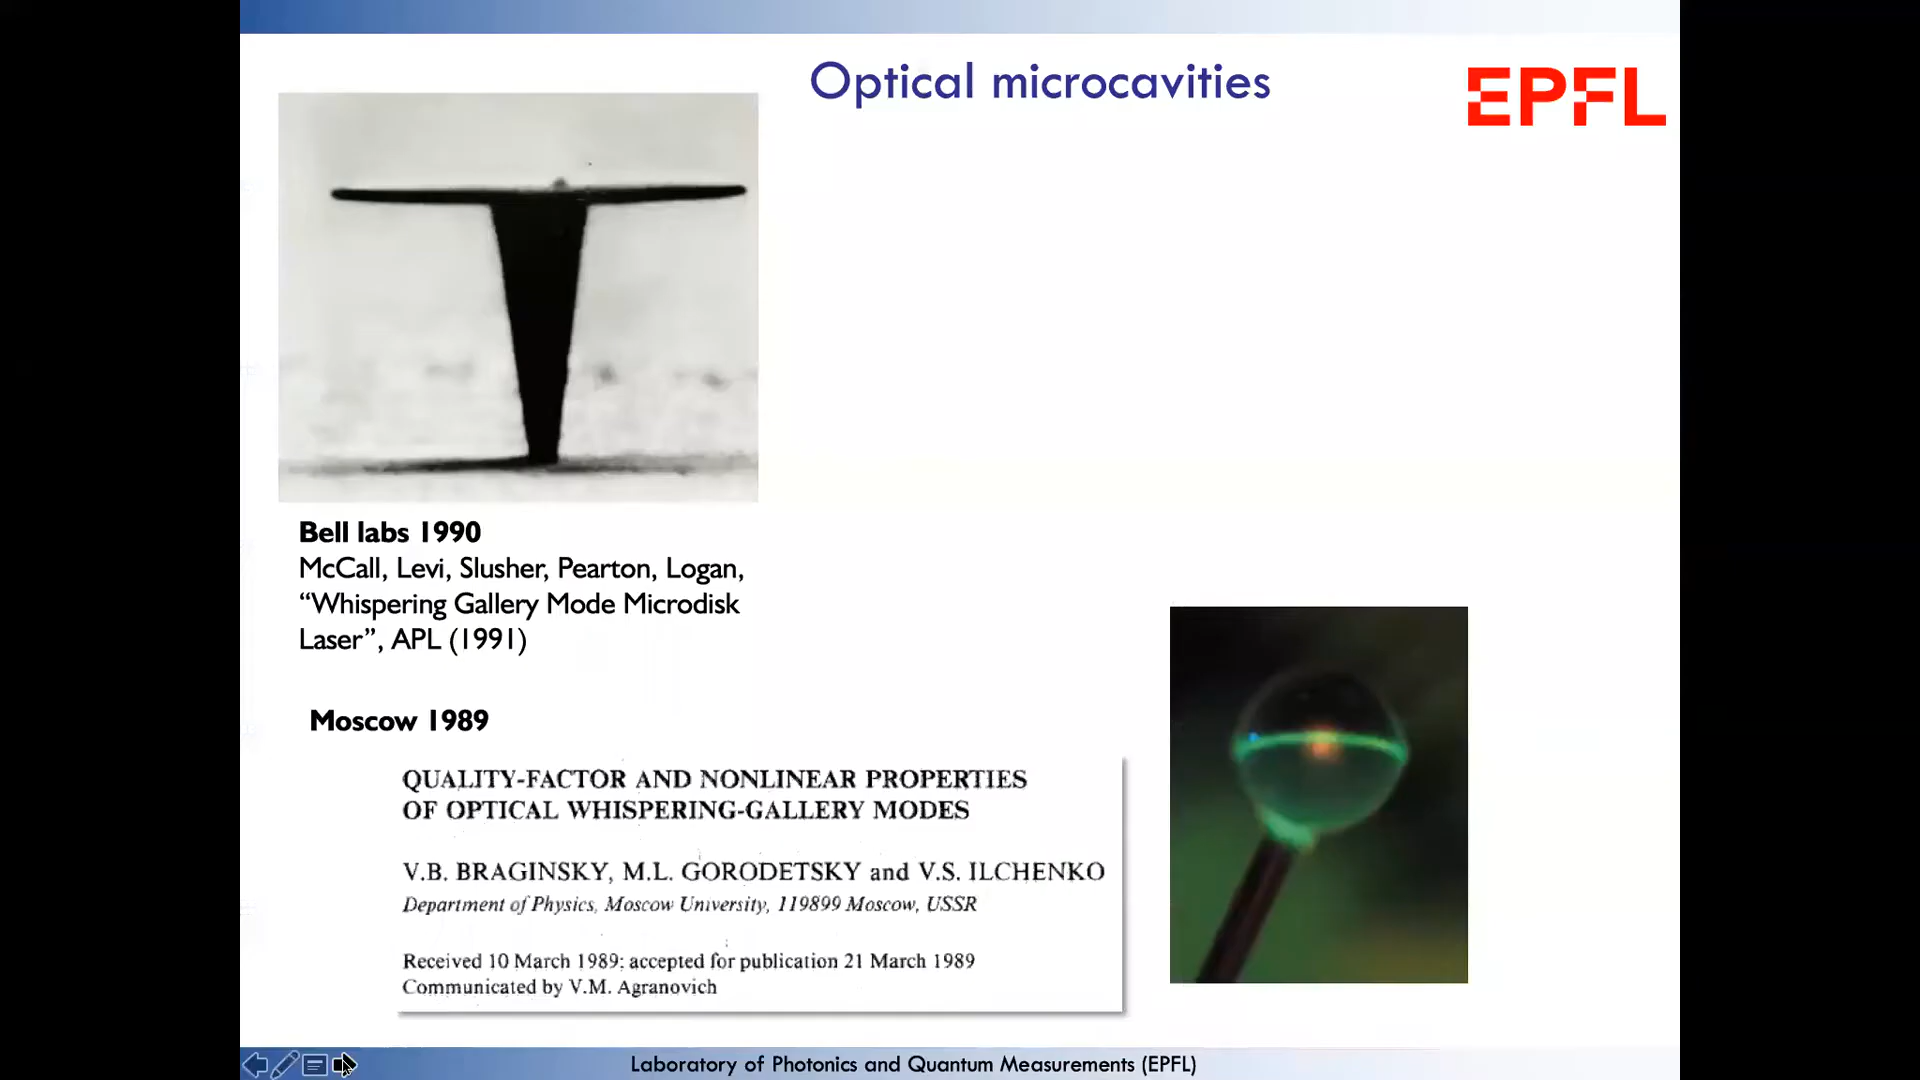 Optical microcavities
EPFL
Bell labs 1990
McCall, Levi, Slusher, Pearton, Logan,
“Whispering Gallery Mode Microdisk
Laser”, APL (1991)
Moscow 1989
QUALITY-FACTOR AND NONLINEAR PROPERTIES
OF OPTICAL WHISPERING-GALLERY MODES
V.B. BRAGINSKY, M.L. GORODETSKY and V.S. ILCHENKO
Department of Physics, Moscow University, 119899 Moscow, USSR
Received 10 March 1989; accepted for publication 21 March 1989
Communicated by V.M. Agranovich
Laboratory of Photonics and Quantum Measurements (EPFL)